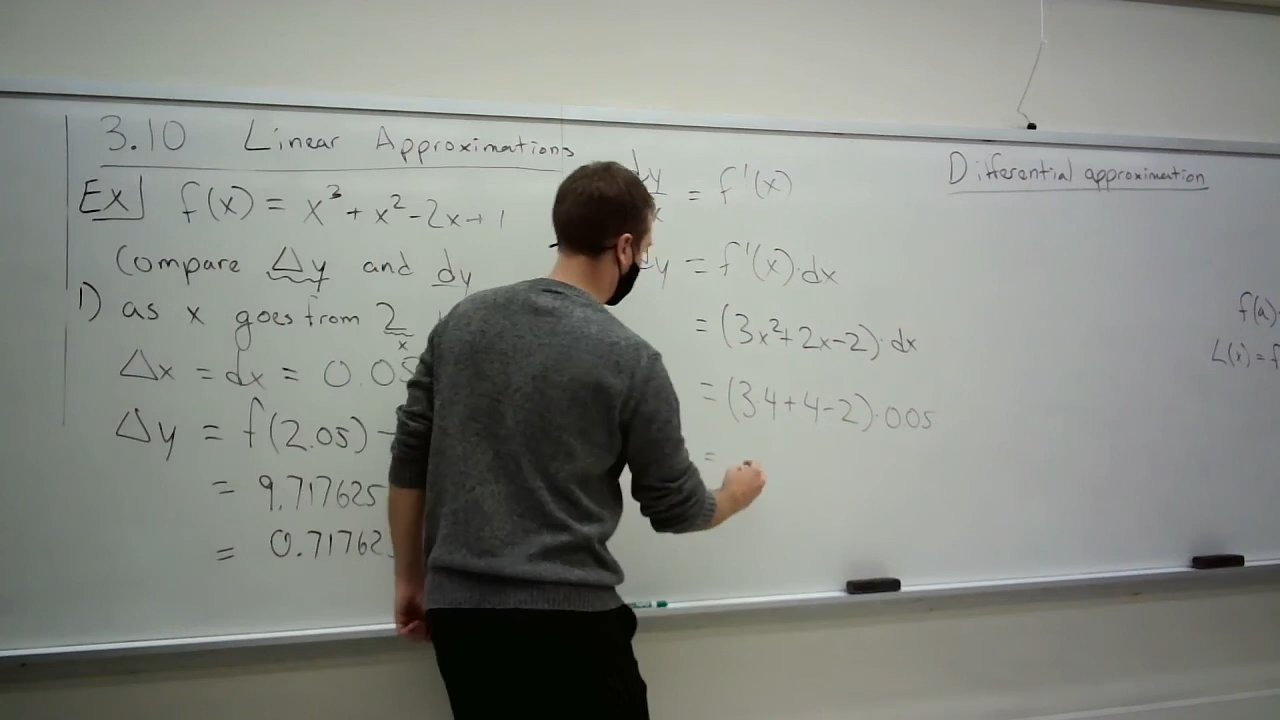 3.10 Linear Approximations
Ex f(x) = x³ + x² - 2x + 1
Compare Δy and dy
1) as x goes from 2
x
Δx = dx = 0.05
Δy = f(2.05) -
= 9.717625
= 0.71762
dy = f'(x)
dy = f'(x)·dx
= (3x²+2x-2)·dx
= (3·4+4-2)·0.05
=
Differential approximation
f(a)
L(x) = f